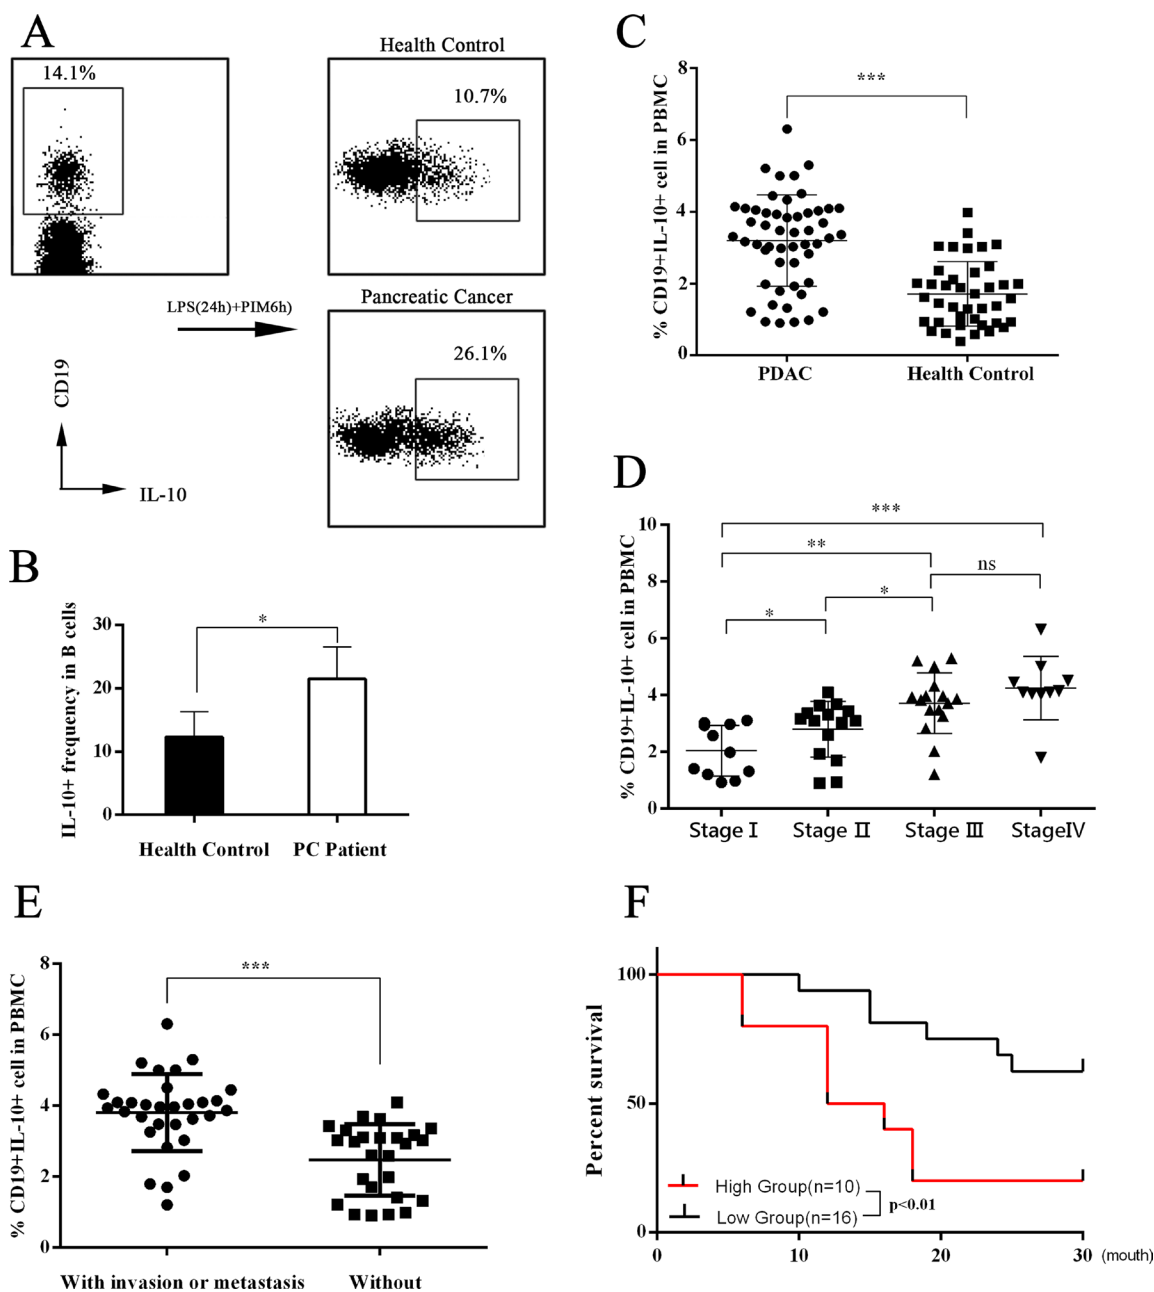 A
14.1%
Health Control
10.7%
LPS(24h)+PIM6h)
Pancreatic Cancer
26.1%
CD19
IL-10
B
IL-10+ frequency in B cells
30
20
10
0
*
Health Control
PC Patient
C
% CD19+IL-10+ cell in PBMC
8
6
4
2
0
***
PDAC
Health Control
D
% CD19+IL-10+ cell in PBMC
10
8
6
4
2
0
***
**
ns
*
*
Stage Ⅰ
Stage Ⅱ
Stage Ⅲ
StageⅣ
E
% CD19+IL-10+ cell in PBMC
8
6
4
2
0
***
With invasion or metastasis
Without
F
Percent survival
100
50
0
High Group(n=10)
Low Group(n=16)
p<0.01
0
10
20
30
(mouth)